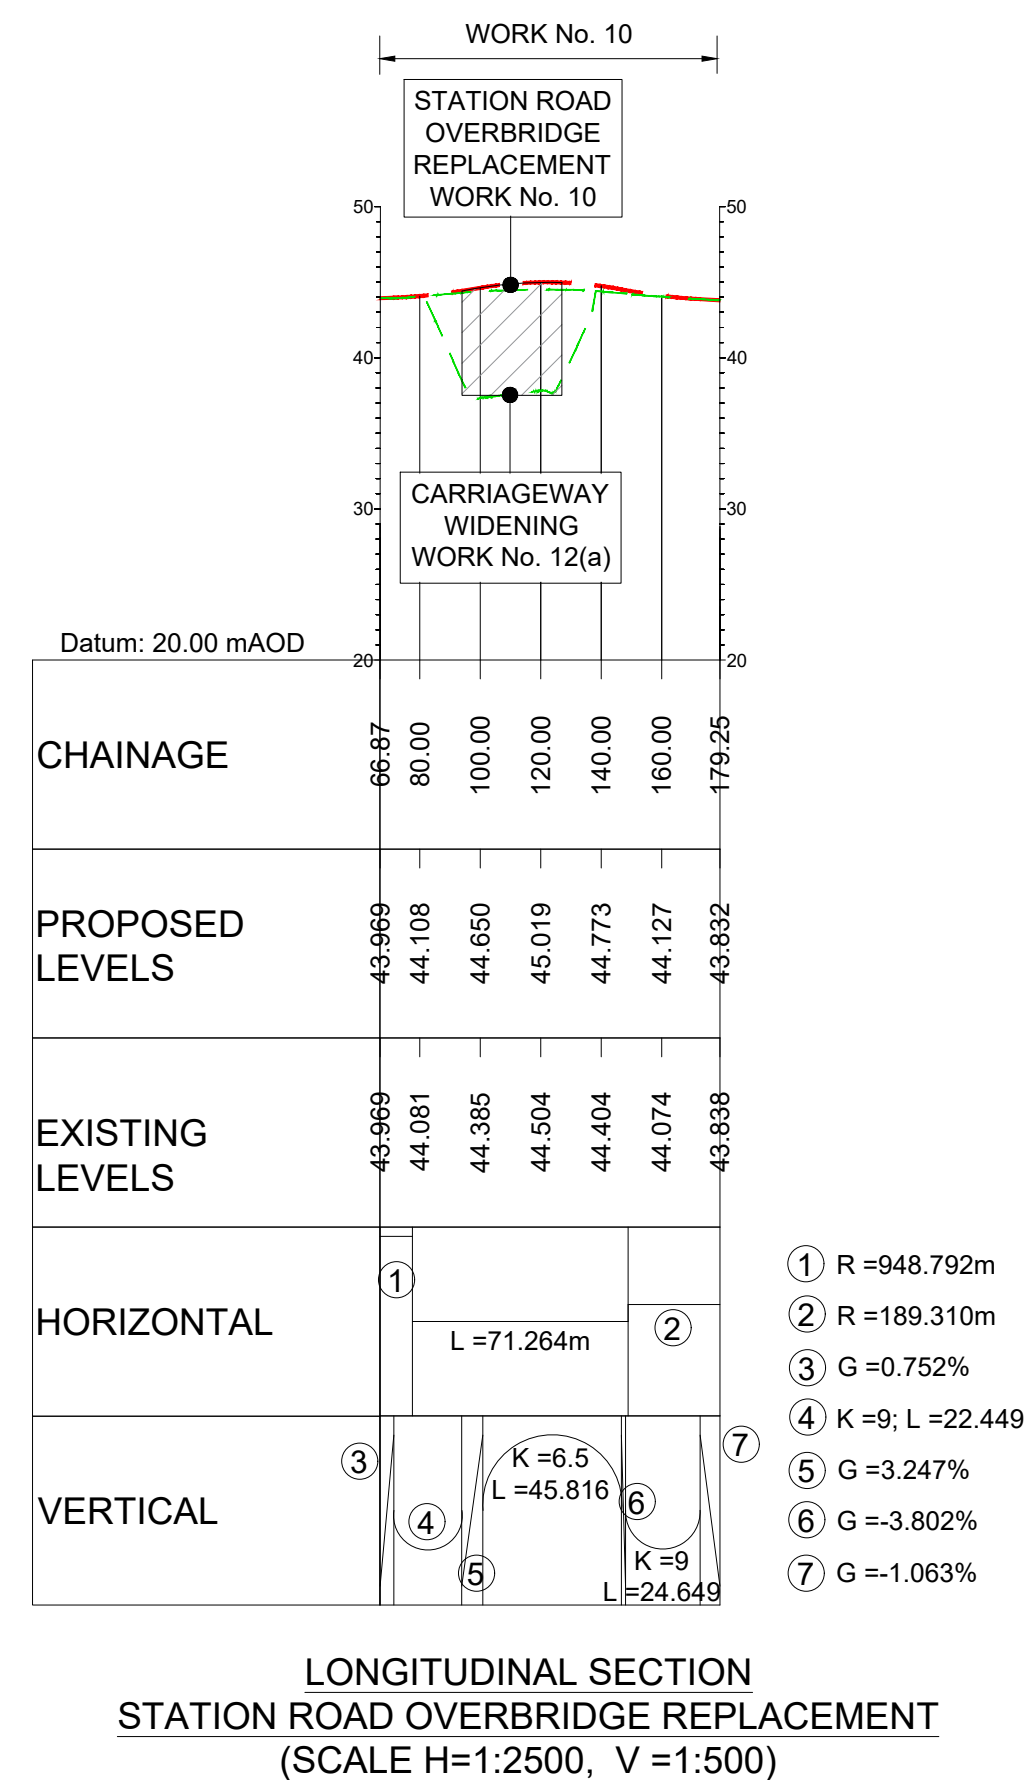 WORK No. 10
STATION ROAD
OVERBRIDGE
REPLACEMENT
WORK No. 10
50
50
40
40
30
30
20
20
CARRIAGEWAY
WIDENING
WORK No. 12(a)
Datum: 20.00 mAOD
CHAINAGE
66.87
80.00
100.00
120.00
140.00
160.00
179.25
PROPOSED
LEVELS
43.969
44.108
44.650
45.019
44.773
44.127
43.832
EXISTING
LEVELS
43.969
44.081
44.385
44.504
44.404
44.074
43.838
HORIZONTAL
1
L =71.264m
2
VERTICAL
3
4
5
K =6.5
L =45.816
6
K =9
L =24.649
7
1 R =948.792m
2 R =189.310m
3 G =0.752%
4 K =9; L =22.449
5 G =3.247%
6 G =-3.802%
7 G =-1.063%
LONGITUDINAL SECTION
STATION ROAD OVERBRIDGE REPLACEMENT
(SCALE H=1:2500, V =1:500)